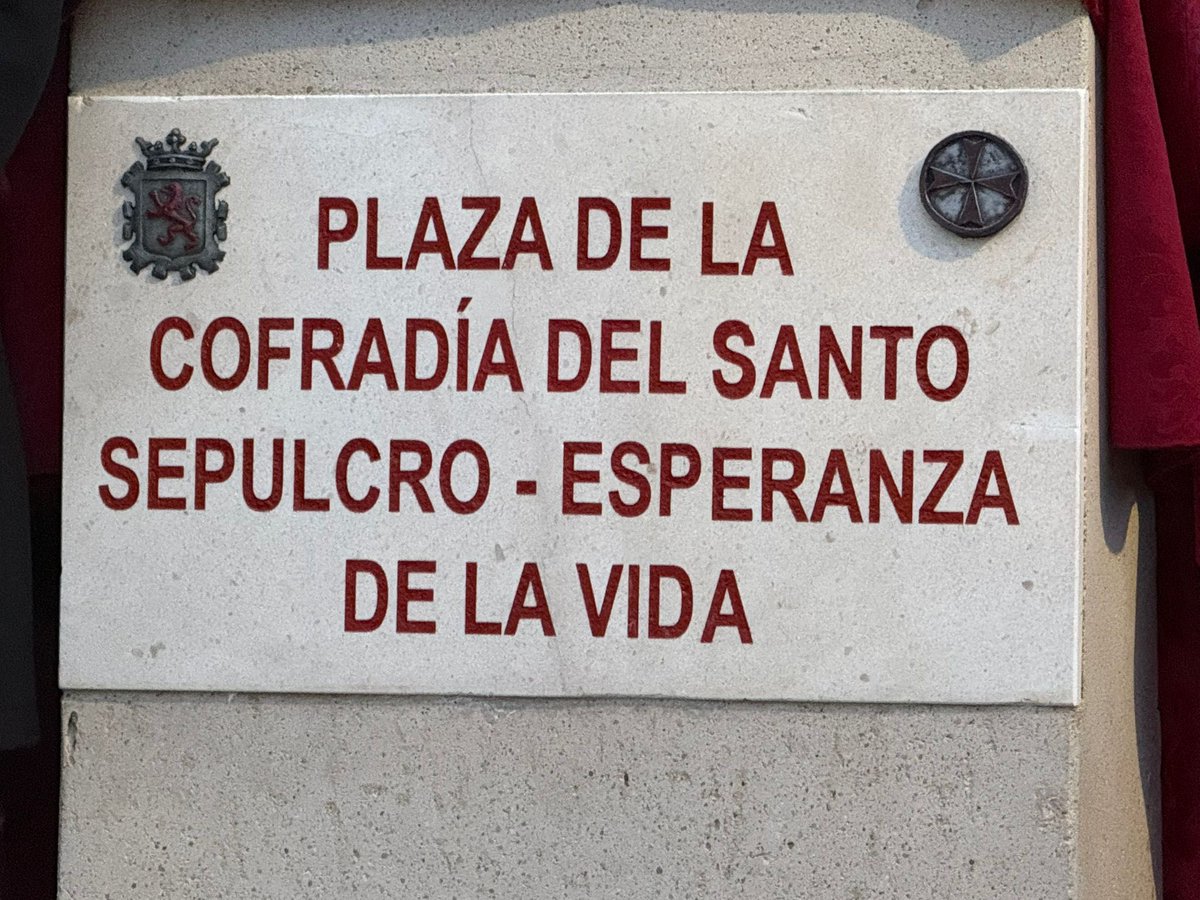 PLAZA DE LA
COFRADÍA DEL SANTO
SEPULCRO - ESPERANZA
DE LA VIDA